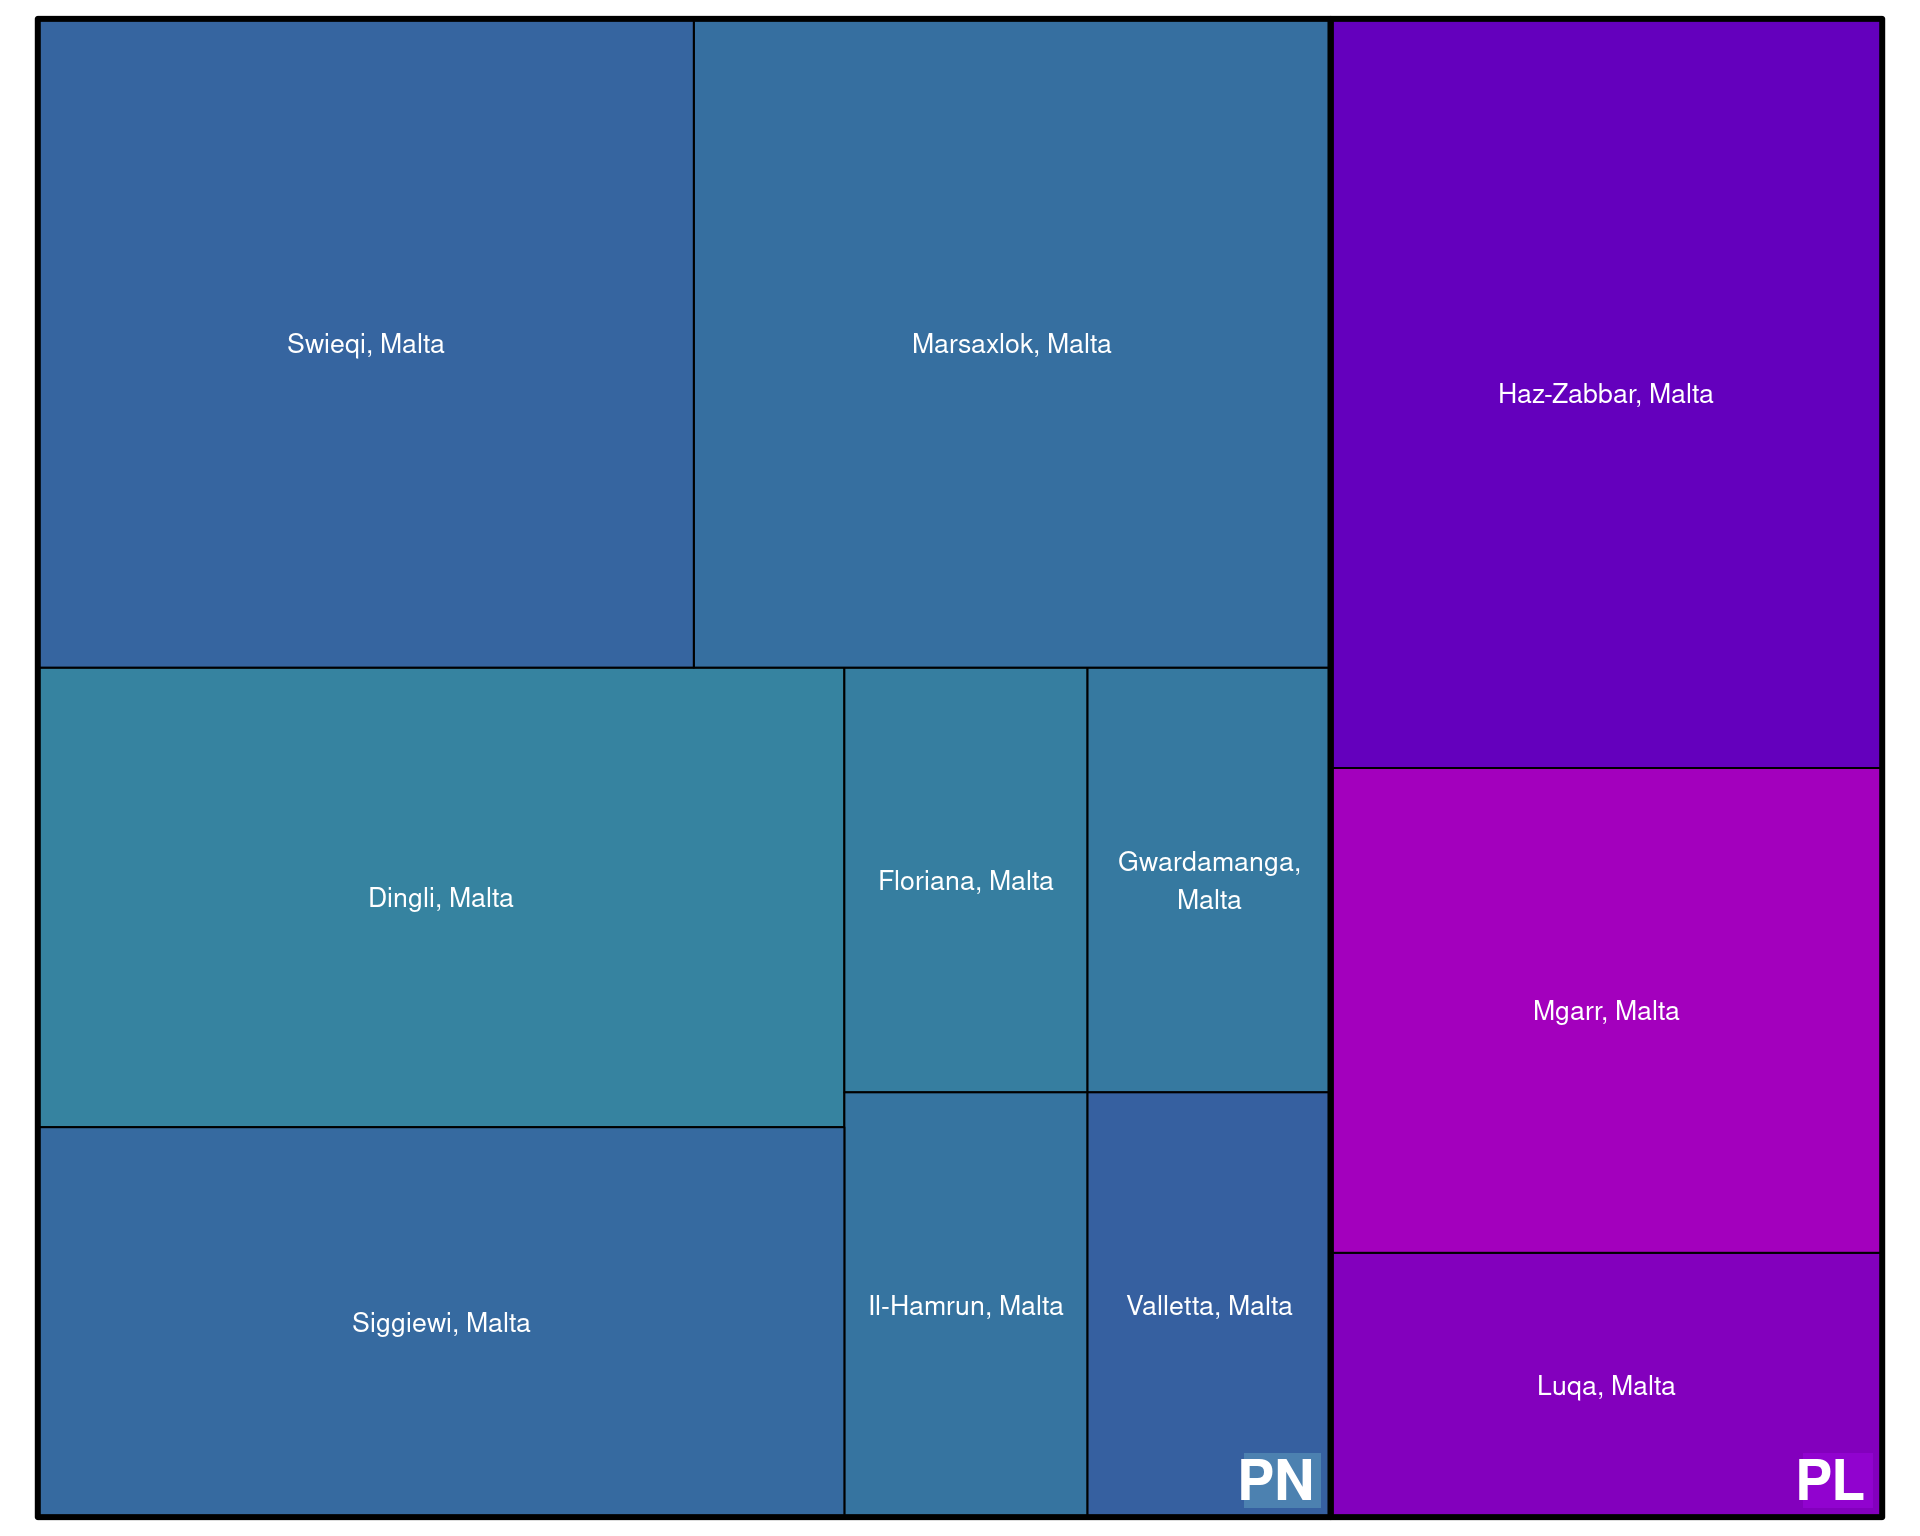 Swieqi, Malta
Marsaxlok, Malta
Haz-Zabbar, Malta
Dingli, Malta
Floriana, Malta
Gwardamanga,
Malta
Mgarr, Malta
Siggiewi, Malta
Il-Hamrun, Malta
Valletta, Malta
Luqa, Malta
PN
PL